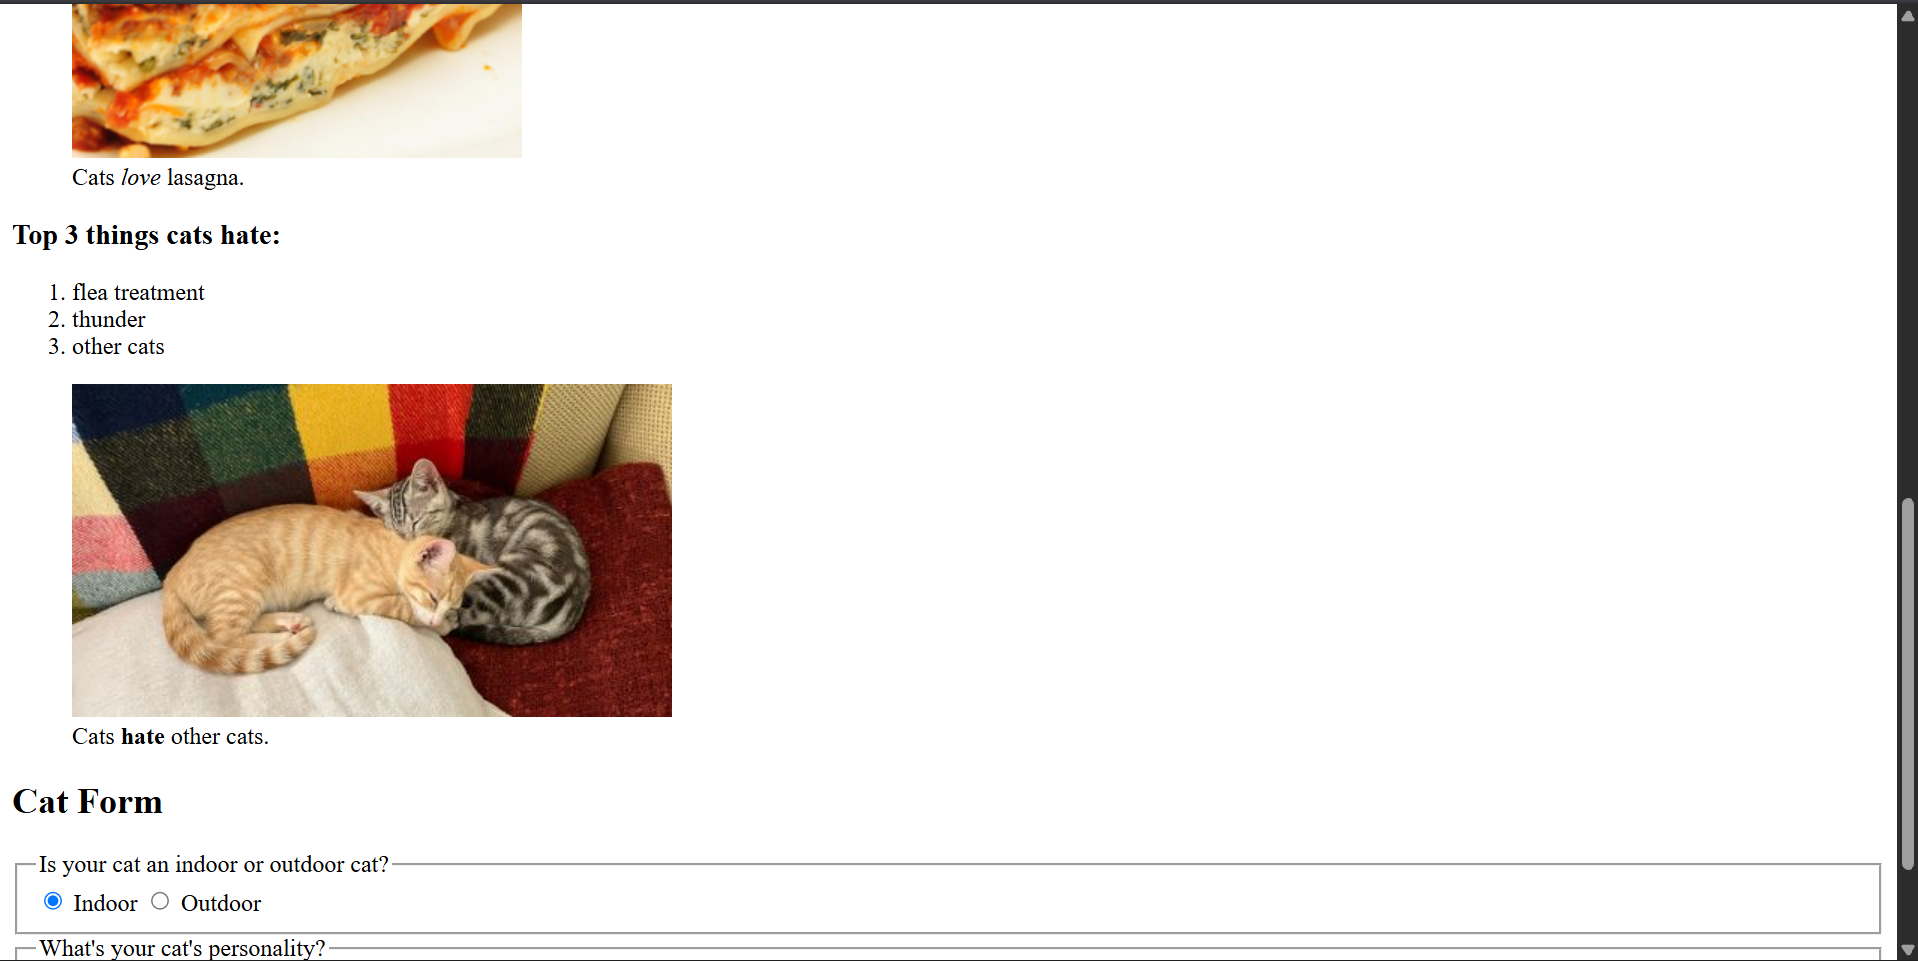 Cats love lasagna.
Top 3 things cats hate:
1. flea treatment
2. thunder
3. other cats
Cats hate other cats.
Cat Form
Is your cat an indoor or outdoor cat?
Indoor Outdoor
What's your cat's personality?